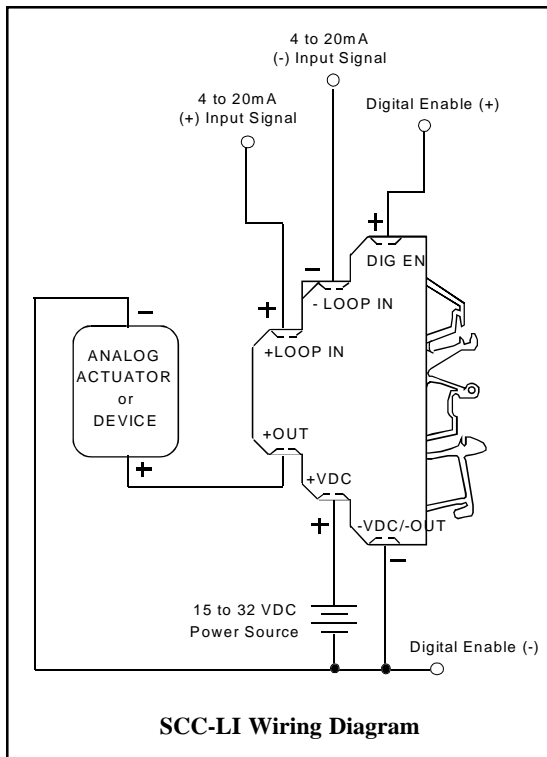 4 to 20mA
(-) Input Signal
4 to 20mA
(+) Input Signal
Digital Enable (+)
+
DIG EN
-
- LOOP IN
+
+LOOP IN
-
ANALOG
ACTUATOR
or
DEVICE
+
+OUT
+VDC
+
-VDC/-OUT
-
15 to 32 VDC
Power Source
Digital Enable (-)
SCC-LI Wiring Diagram